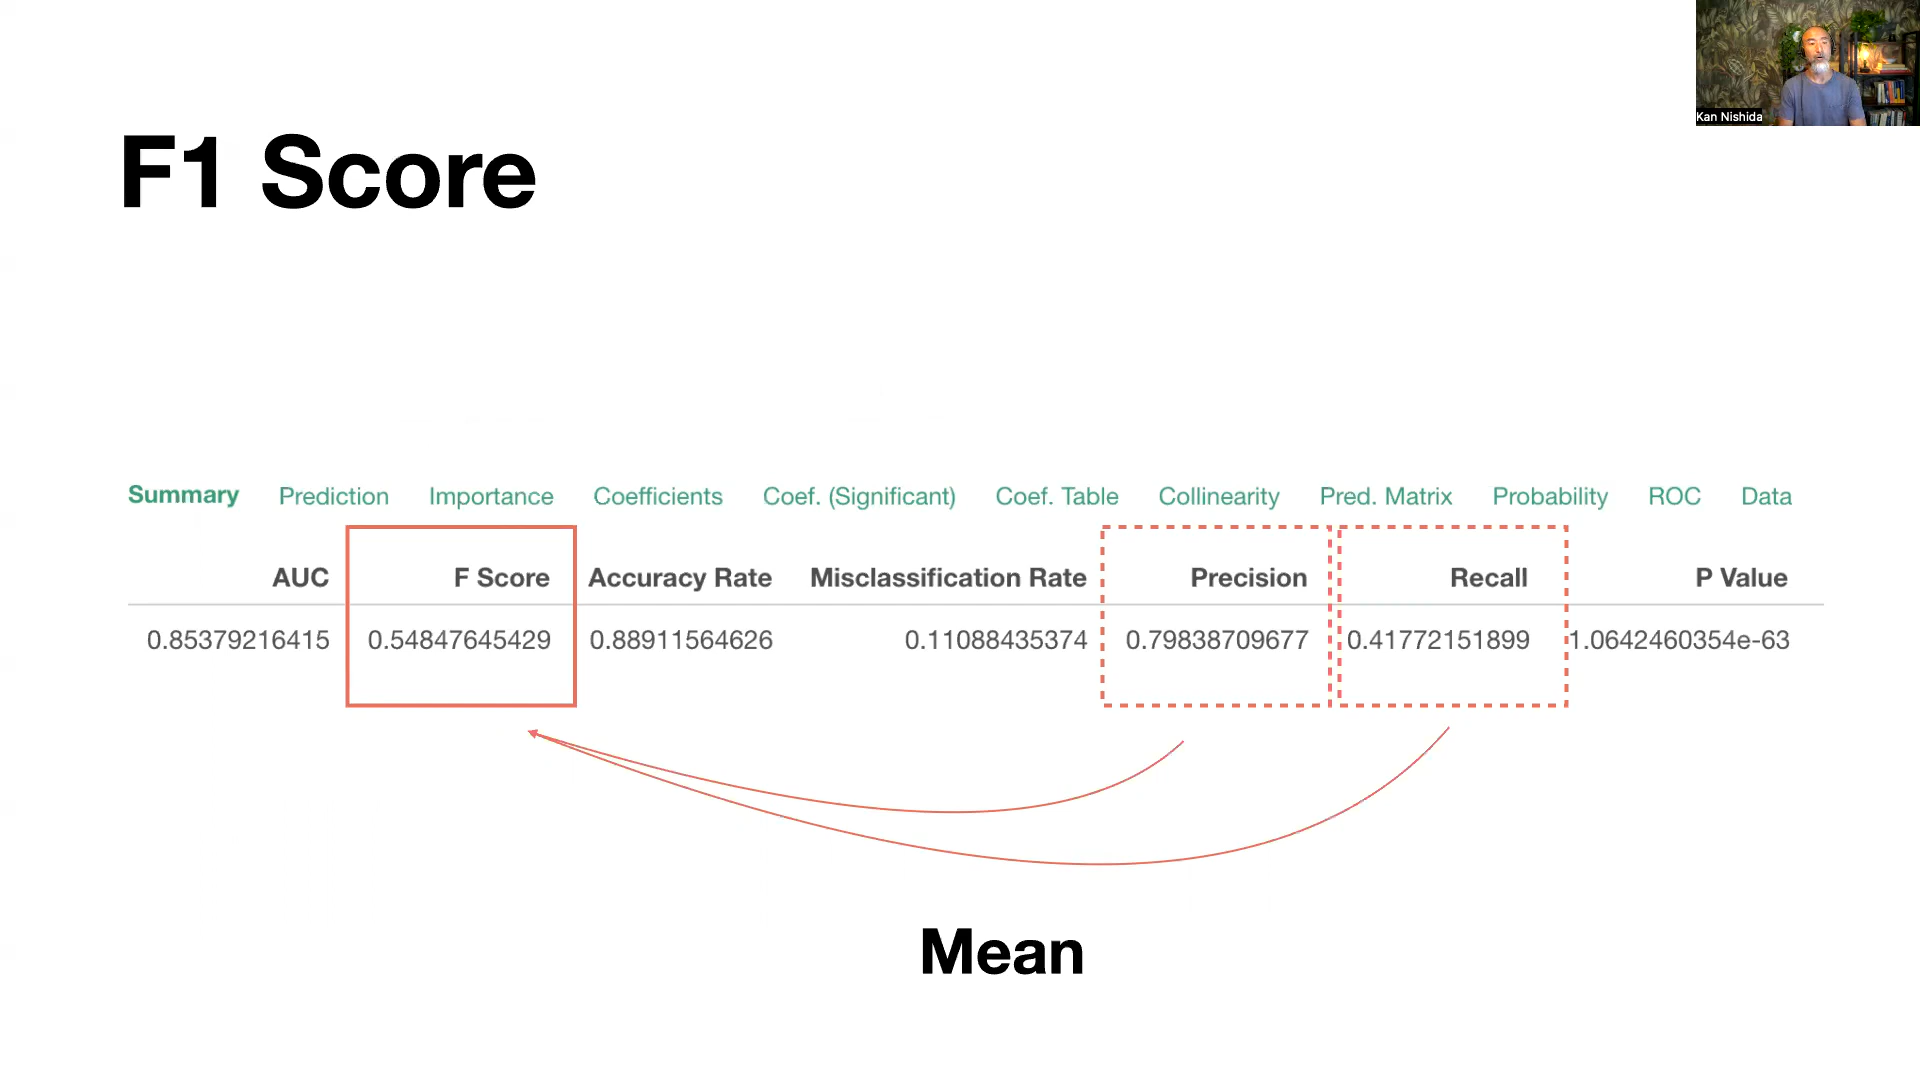 Kan Nishida
F1 Score
Summary Prediction Importance Coefficients Coef. (Significant) Coef. Table Collinearity Pred. Matrix Probability ROC Data
AUC F Score Accuracy Rate Misclassification Rate Precision Recall P Value
0.85379216415 0.54847645429 0.88911564626 0.11088435374 0.79838709677 0.41772151899 1.0642460354e-63
Mean